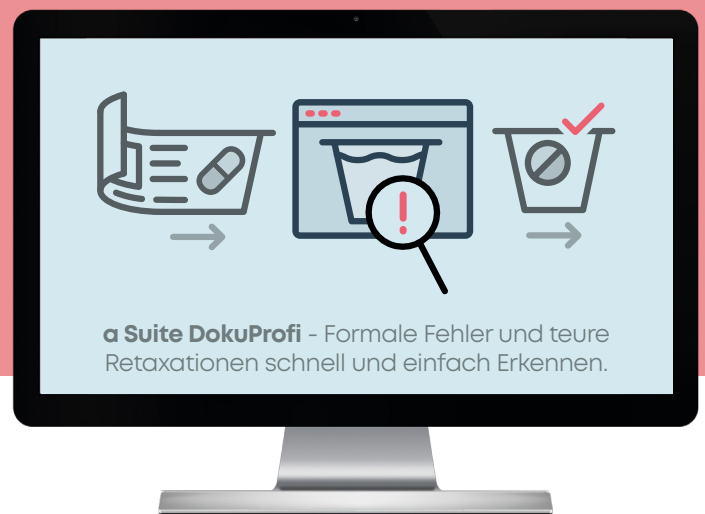 a Suite DokuProfi - Formale Fehler und teure
Retaxationen schnell und einfach Erkennen.